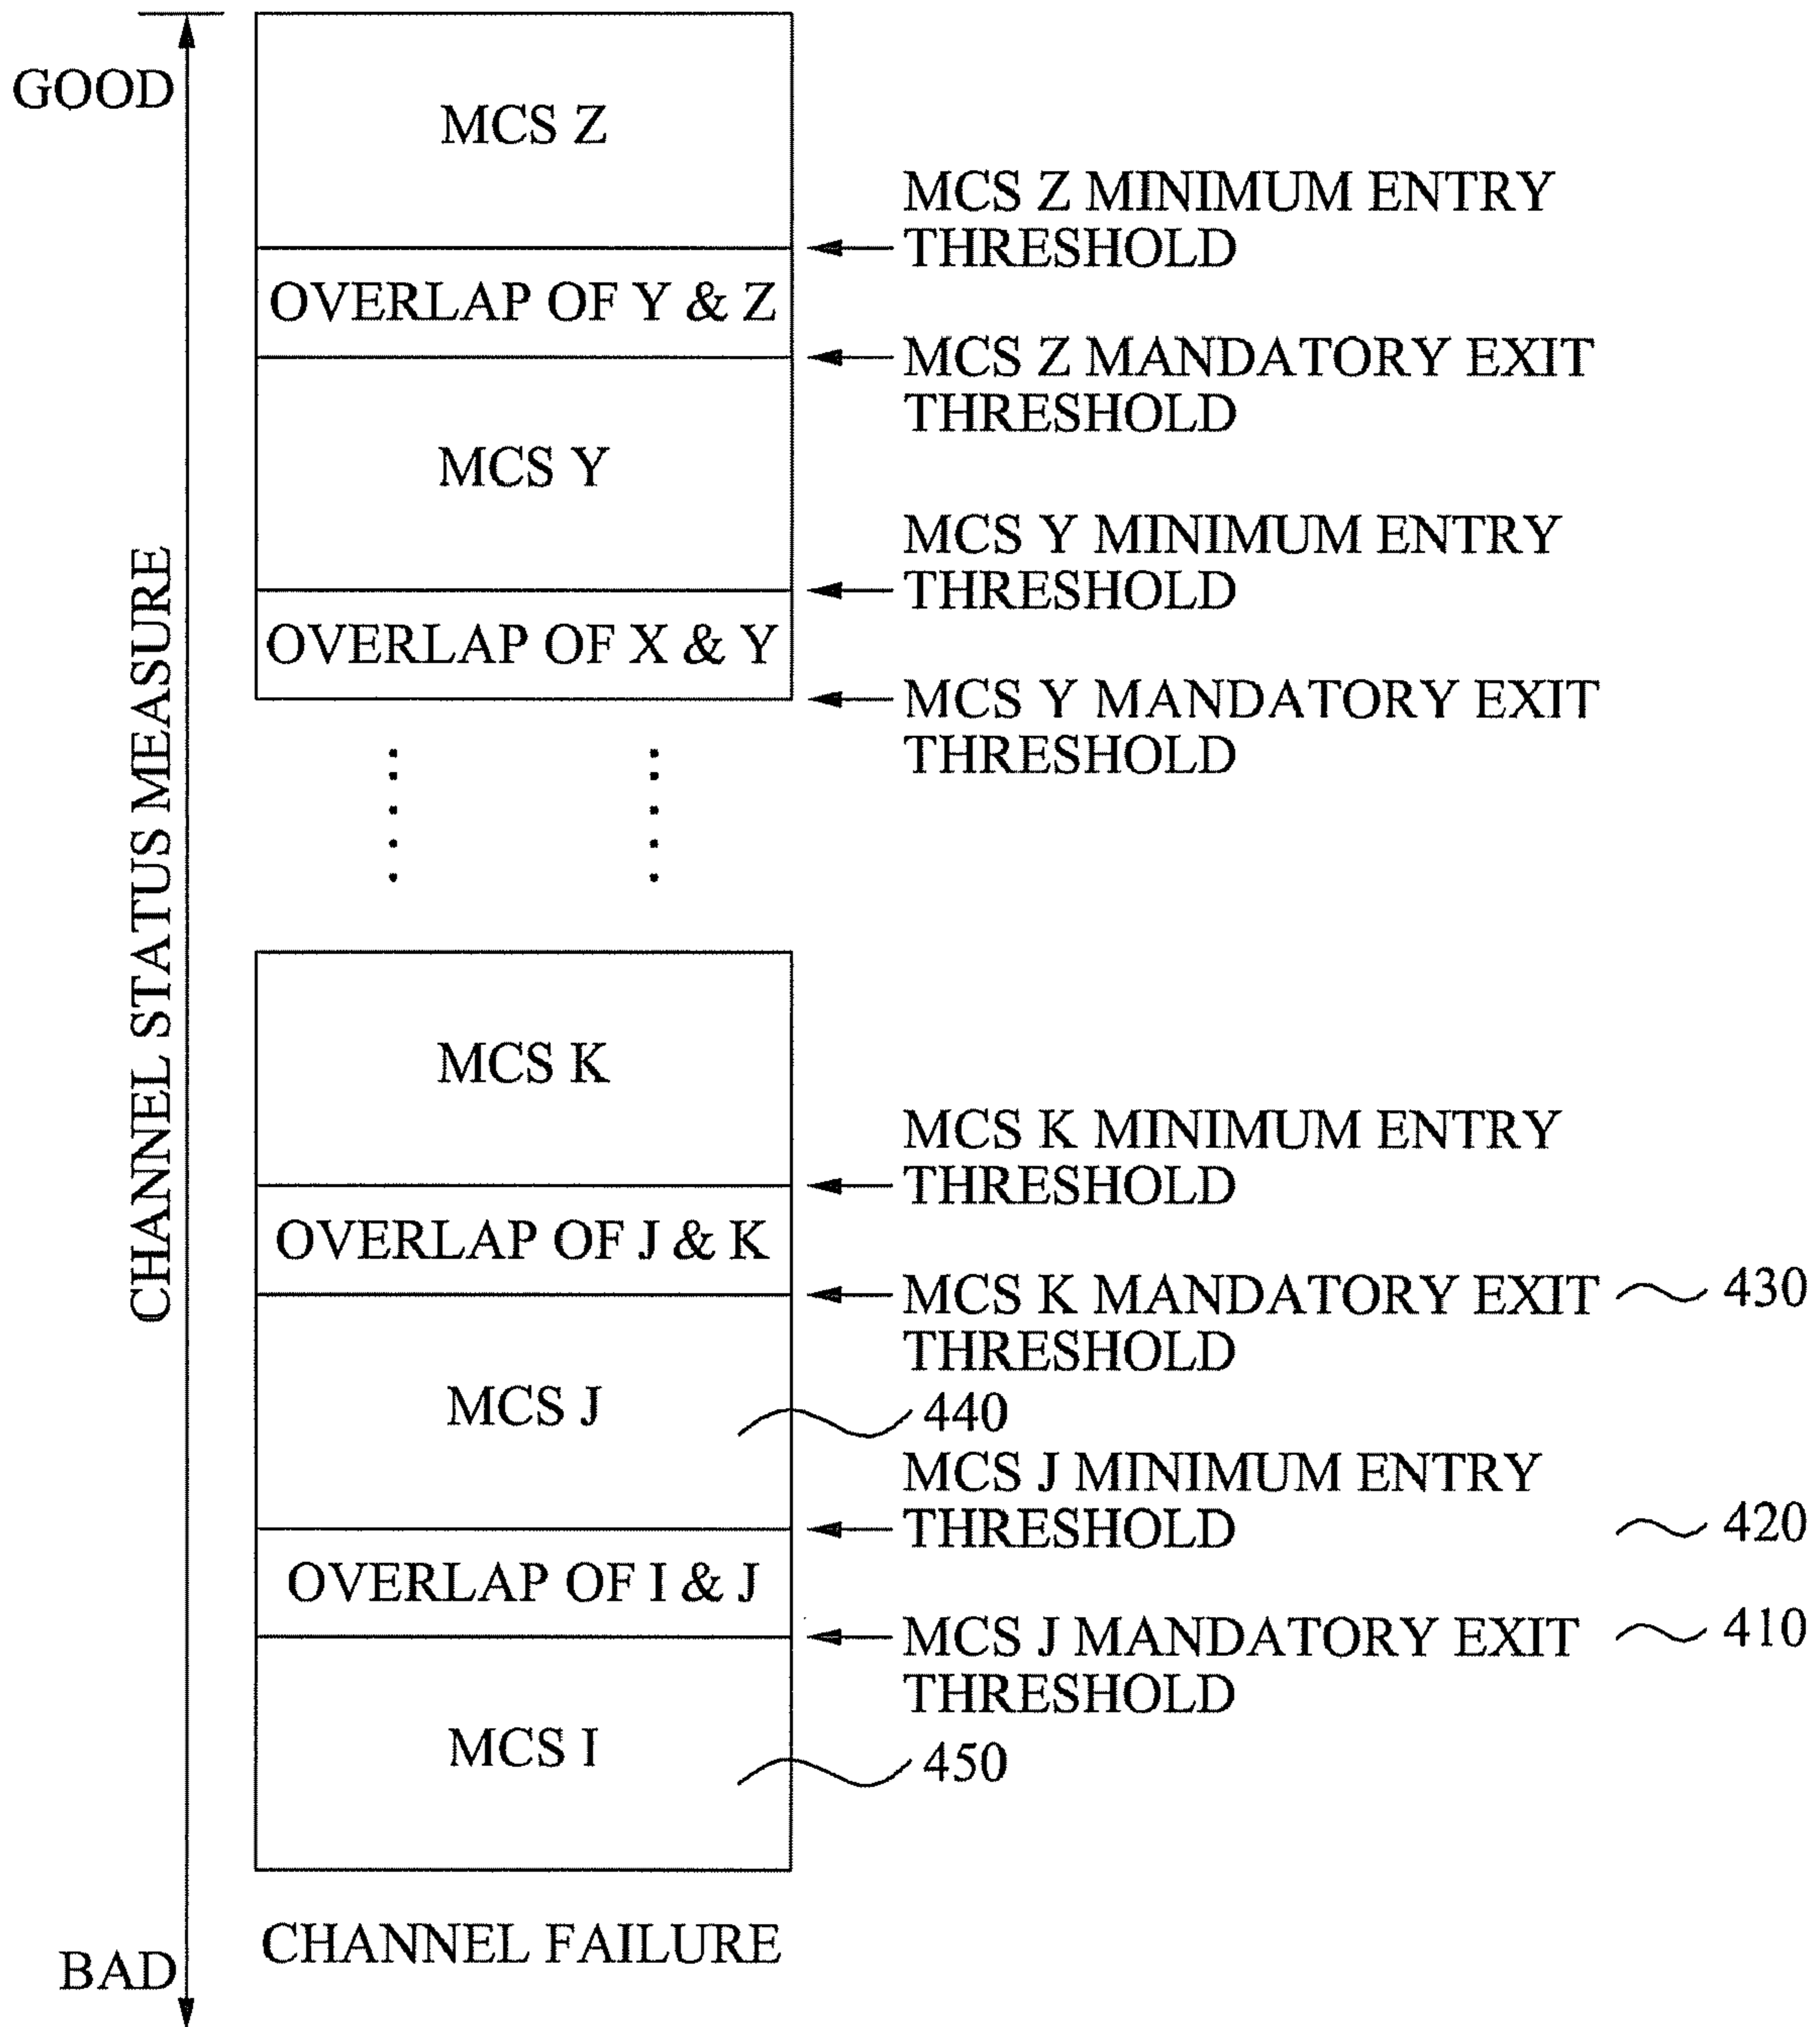 GOOD
MCS Z
MCS Z MINIMUM ENTRY
THRESHOLD
OVERLAP OF Y & Z
MCS Z MANDATORY EXIT
THRESHOLD
MCS Y
MCS Y MINIMUM ENTRY
THRESHOLD
OVERLAP OF X & Y
MCS Y MANDATORY EXIT
THRESHOLD
CHANNEL STATUS MEASURE
MCS K
MCS K MINIMUM ENTRY
THRESHOLD
OVERLAP OF J & K
MCS K MANDATORY EXIT
THRESHOLD
430
MCS J
440
MCS J MINIMUM ENTRY
THRESHOLD
420
OVERLAP OF I & J
MCS J MANDATORY EXIT
THRESHOLD
410
MCS I
450
CHANNEL FAILURE
BAD